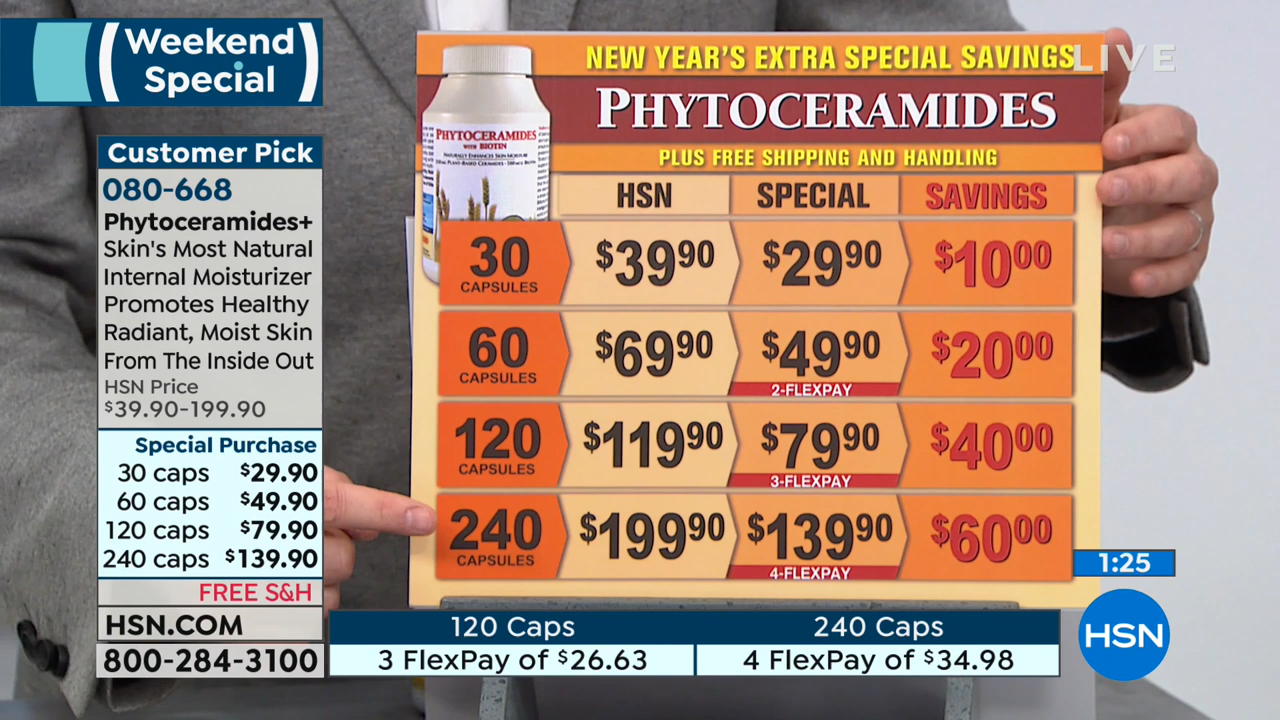 (Weekend Special)
LIVE
Customer Pick
080-668
Phytoceramides+
Skin's Most Natural
Internal Moisturizer
Promotes Healthy
Radiant, Moist Skin
From The Inside Out
HSN Price
$39.90-199.90
Special Purchase
30 caps $29.90
60 caps $49.90
120 caps $79.90
240 caps $139.90
FREE S&H
HSN.COM
800-284-3100
NEW YEAR'S EXTRA SPECIAL SAVINGS
PHYTOCERAMIDES
PLUS FREE SHIPPING AND HANDLING
PHYTOCERAMIDES
WITH BIOTIN
NATURALLY ENHANCES SKIN MOISTURE
HSN SPECIAL SAVINGS
30 CAPSULES $39.90 $29.90 $10.00
60 CAPSULES $69.90 $49.90 $20.00
2-FLEXPAY
120 CAPSULES $119.90 $79.90 $40.00
3-FLEXPAY
240 CAPSULES $199.90 $139.90 $60.00
4-FLEXPAY
1:25
HSN
120 Caps 240 Caps
3 FlexPay of $26.63 4 FlexPay of $34.98